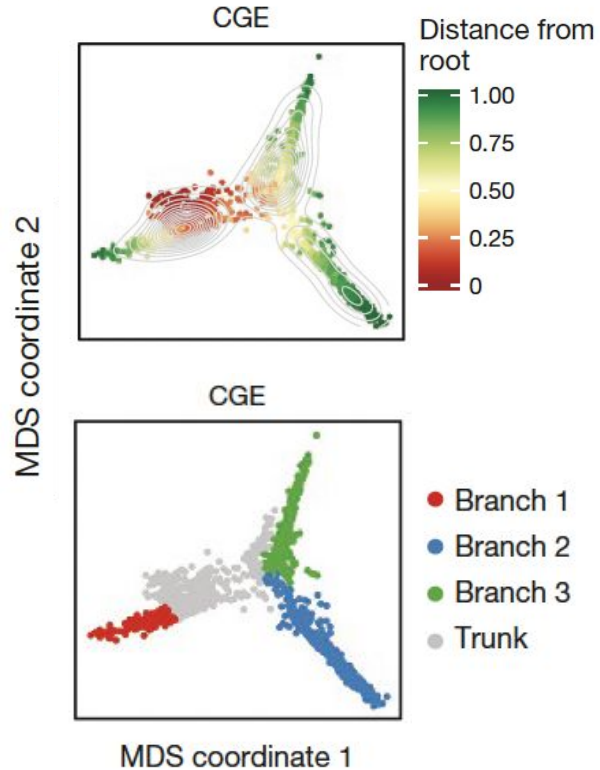 CGE
Distance from
root
1.00
0.75
0.50
0.25
0
MDS coordinate 2
CGE
Branch 1
Branch 2
Branch 3
Trunk
MDS coordinate 1